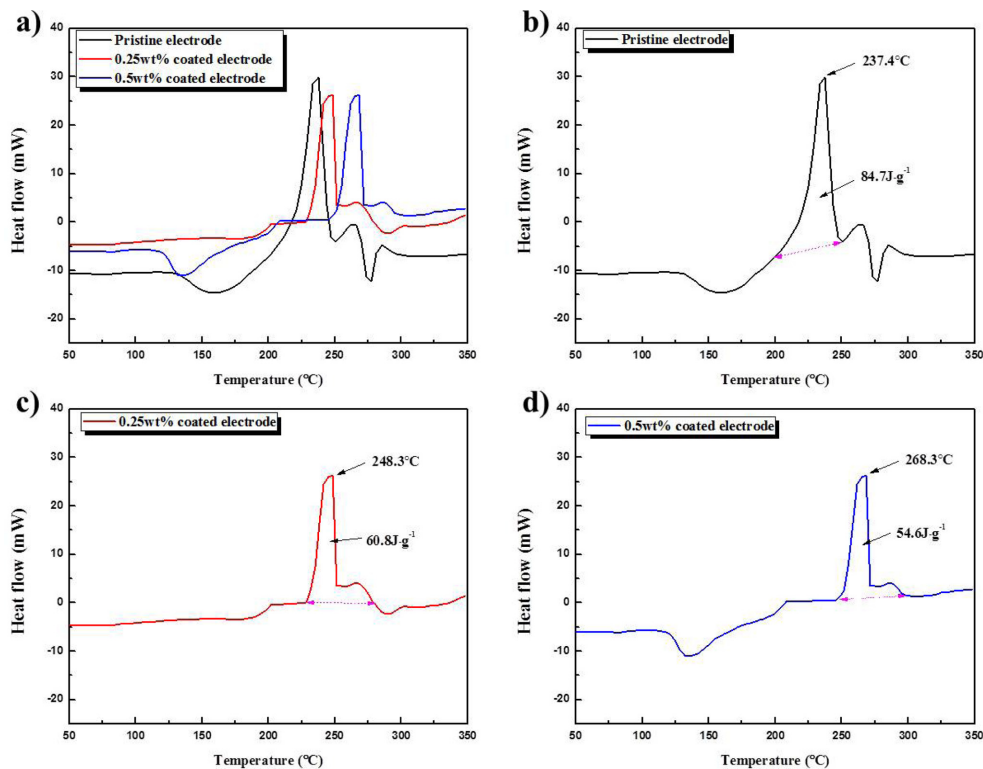 a)
Pristine electrode
0.25wt% coated electrode
0.5wt% coated electrode
Heat flow (mW)
40
30
20
10
0
-10
-20
50 100 150 200 250 300 350
Temperature (°C)
b)
Pristine electrode
237.4°C
84.7J·g⁻¹
Heat flow (mW)
40
30
20
10
0
-10
-20
50 100 150 200 250 300 350
Temperature (°C)
c)
0.25wt% coated electrode
248.3°C
60.8J·g⁻¹
Heat flow (mW)
40
30
20
10
0
-10
-20
50 100 150 200 250 300 350
Temperature (°C)
d)
0.5wt% coated electrode
268.3°C
54.6J·g⁻¹
Heat flow (mW)
40
30
20
10
0
-10
-20
50 100 150 200 250 300 350
Temperature (°C)